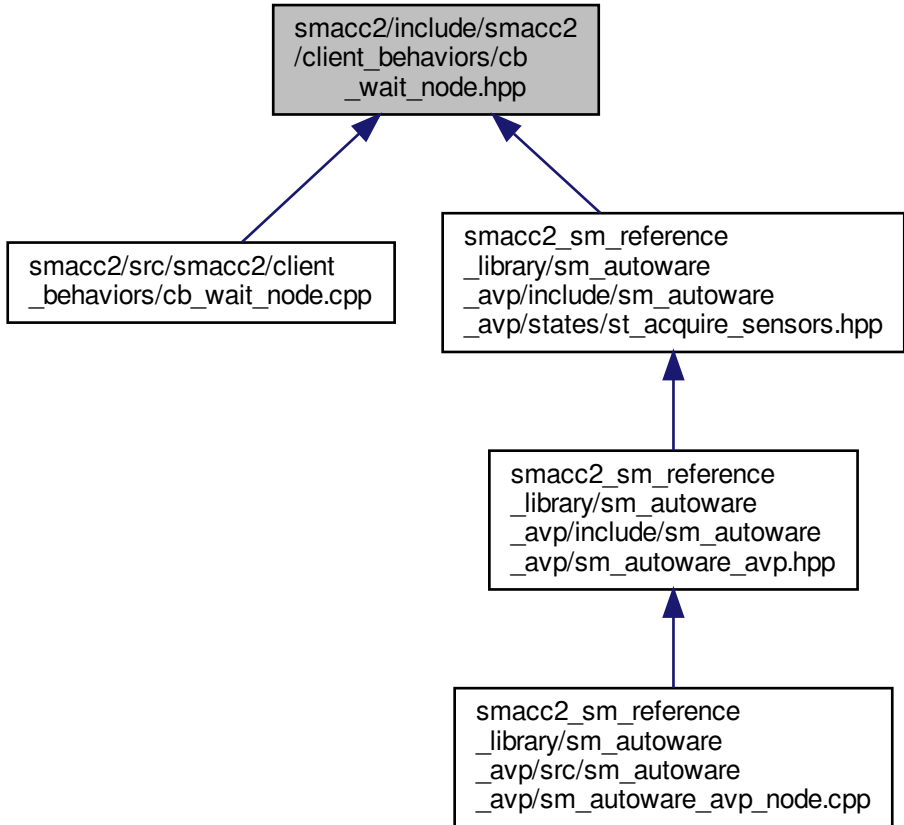 smacc2/include/smacc2
/client_behaviors/cb
_wait_node.hpp
smacc2/src/smacc2/client
_behaviors/cb_wait_node.cpp
smacc2_sm_reference
_library/sm_autoware
_avp/include/sm_autoware
_avp/states/st_acquire_sensors.hpp
smacc2_sm_reference
_library/sm_autoware
_avp/include/sm_autoware
_avp/sm_autoware_avp.hpp
smacc2_sm_reference
_library/sm_autoware
_avp/src/sm_autoware
_avp/sm_autoware_avp_node.cpp